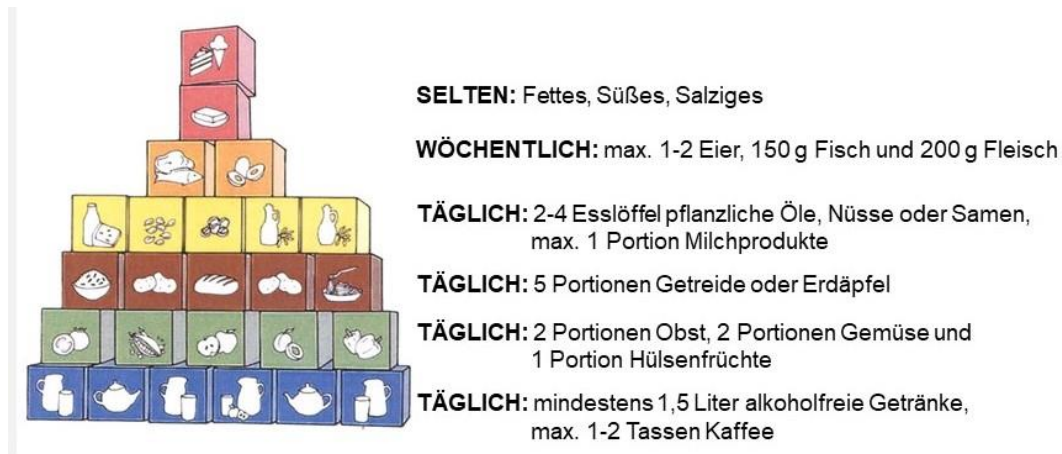 SELTEN: Fettes, Süßes, Salziges
WÖCHENTLICH: max. 1-2 Eier, 150 g Fisch und 200 g Fleisch
TÄGLICH: 2-4 Esslöffel pflanzliche Öle, Nüsse oder Samen,
max. 1 Portion Milchprodukte
TÄGLICH: 5 Portionen Getreide oder Erdäpfel
TÄGLICH: 2 Portionen Obst, 2 Portionen Gemüse und
1 Portion Hülsenfrüchte
TÄGLICH: mindestens 1,5 Liter alkoholfreie Getränke,
max. 1-2 Tassen Kaffee